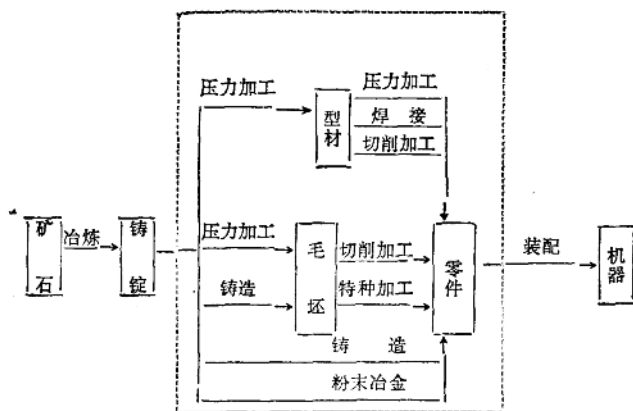 压力加工
压力加工
型材
焊接
切削加工
矿石
冶炼
铸锭
压力加工
毛坯
切削加工
零件
装配
机器
铸造
特种加工
铸造
粉末冶金